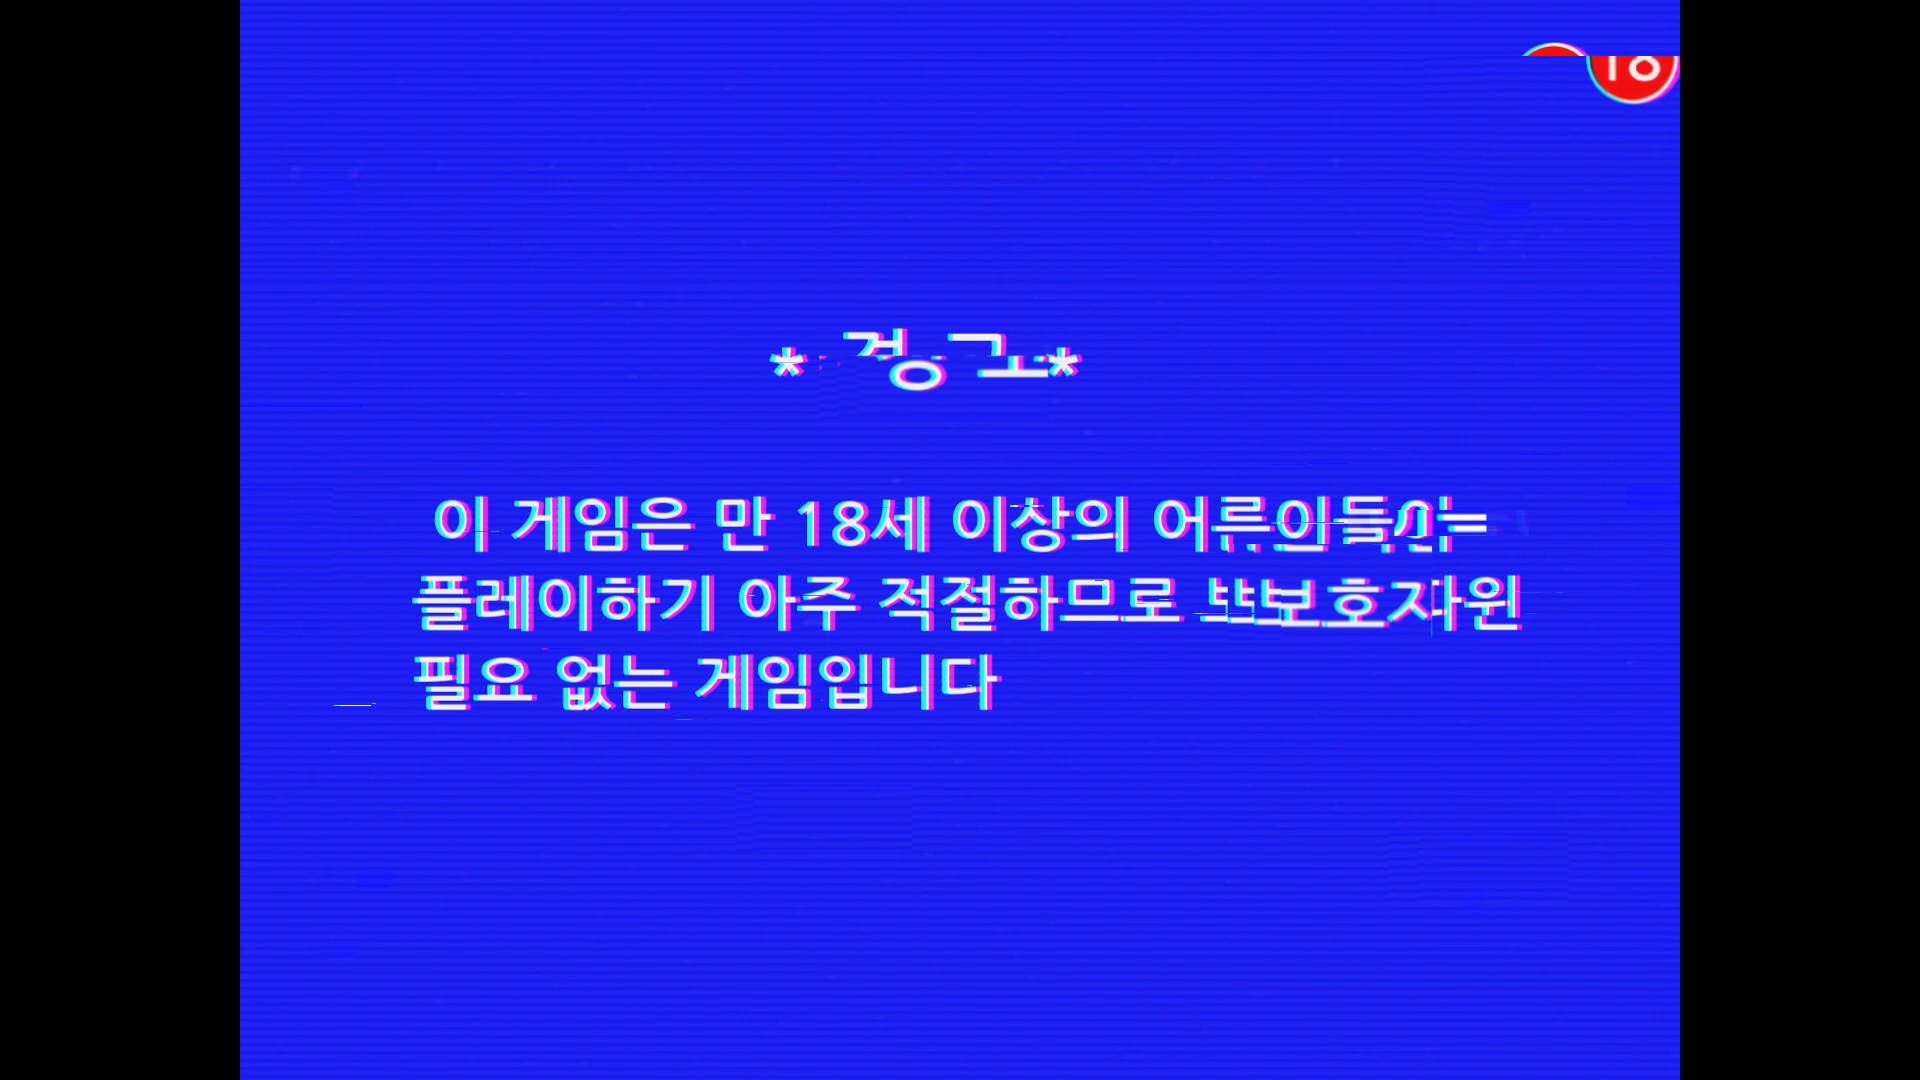 18
* 경고*
이 게임은 만 18세 이상의 어른이들이
플레이하기 아주 적절하므로 보호자원
필요 없는 게임입니다